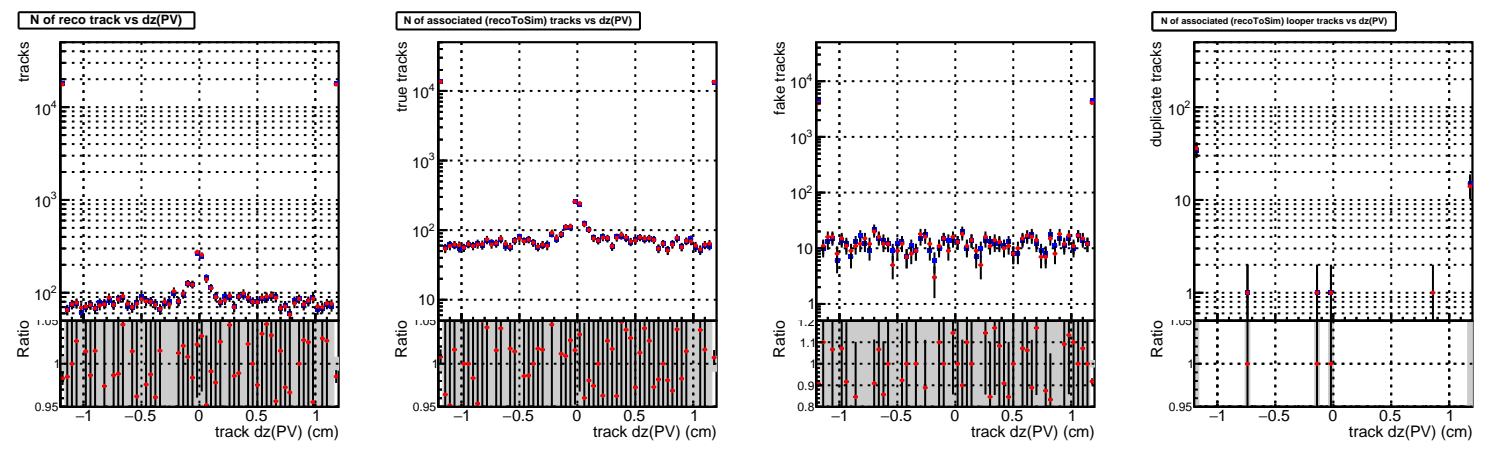 N of reco track vs dz(PV)
tracks
10^4
10^3
10^2
Ratio
1.05
1
0.95
−1 −0.5 0 0.5 1
track dz(PV) (cm)
N of associated (recoToSim) tracks vs dz(PV)
true tracks
10^4
10^3
10^2
10
Ratio
1.05
1
0.95
−1 −0.5 0 0.5 1
track dz(PV) (cm)
fake tracks
10^4
10^3
10^2
10
1
Ratio
1.2
1.1
1
0.9
0.8
−1 −0.5 0 0.5 1
track dz(PV) (cm)
N of associated (recoToSim) looper tracks vs dz(PV)
duplicate tracks
10^2
10
1
Ratio
1.05
1
0.95
−1 −0.5 0 0.5 1
track dz(PV) (cm)